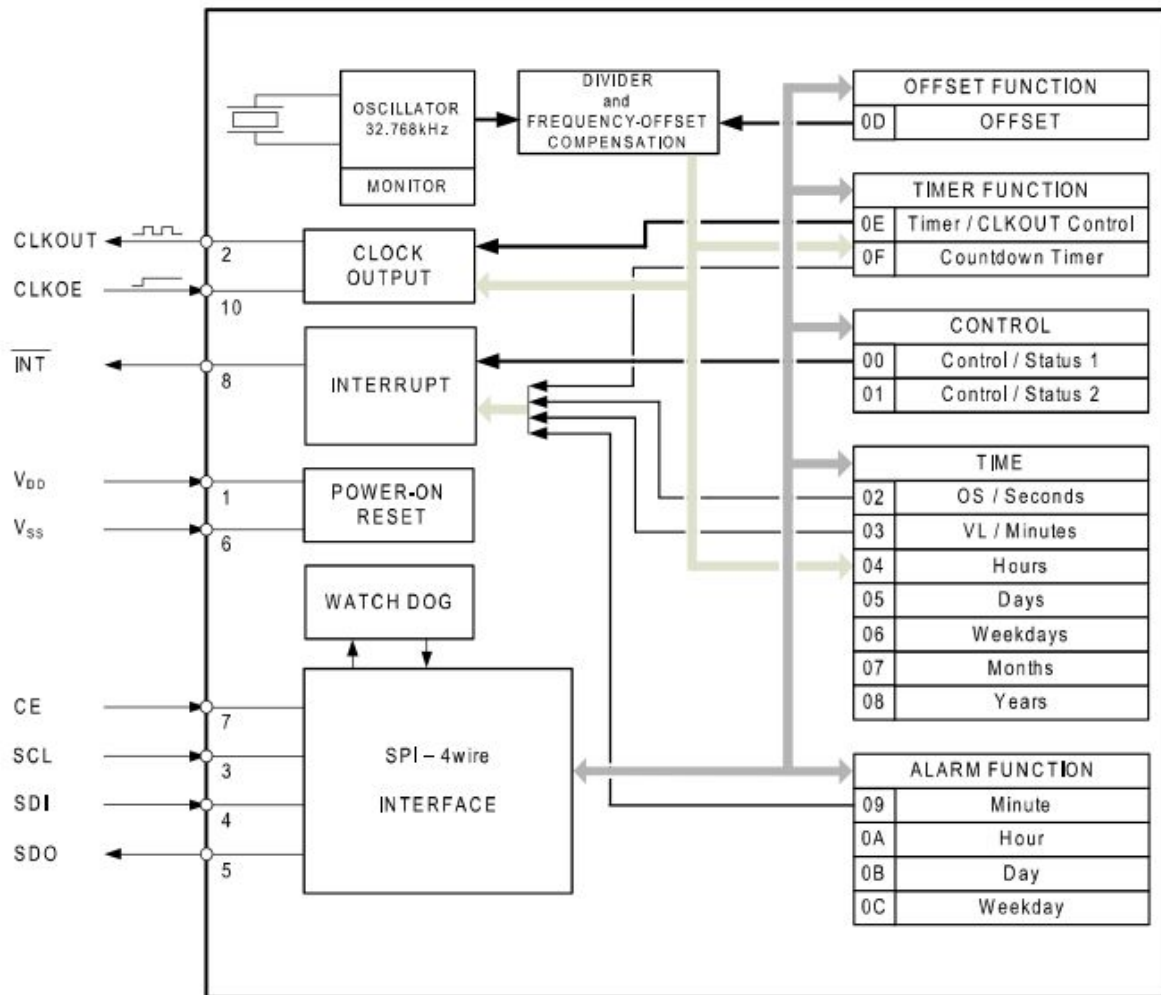 OSCILLATOR
32.768kHz
MONITOR
DIVIDER
and
FREQUENCY-OFFSET
COMPENSATION
OFFSET FUNCTION
0D OFFSET
TIMER FUNCTION
0E Timer / CLKOUT Control
0F Countdown Timer
CLKOUT
2
CLKOE
10
CLOCK
OUTPUT
CONTROL
00 Control / Status 1
01 Control / Status 2
INT
8
INTERRUPT
TIME
02 OS / Seconds
03 VL / Minutes
04 Hours
05 Days
06 Weekdays
07 Months
08 Years
VDD
1
VSS
6
POWER-ON
RESET
WATCH DOG
CE
7
SCL
3
SDI
4
SDO
5
SPI – 4wire
INTERFACE
ALARM FUNCTION
09 Minute
0A Hour
0B Day
0C Weekday